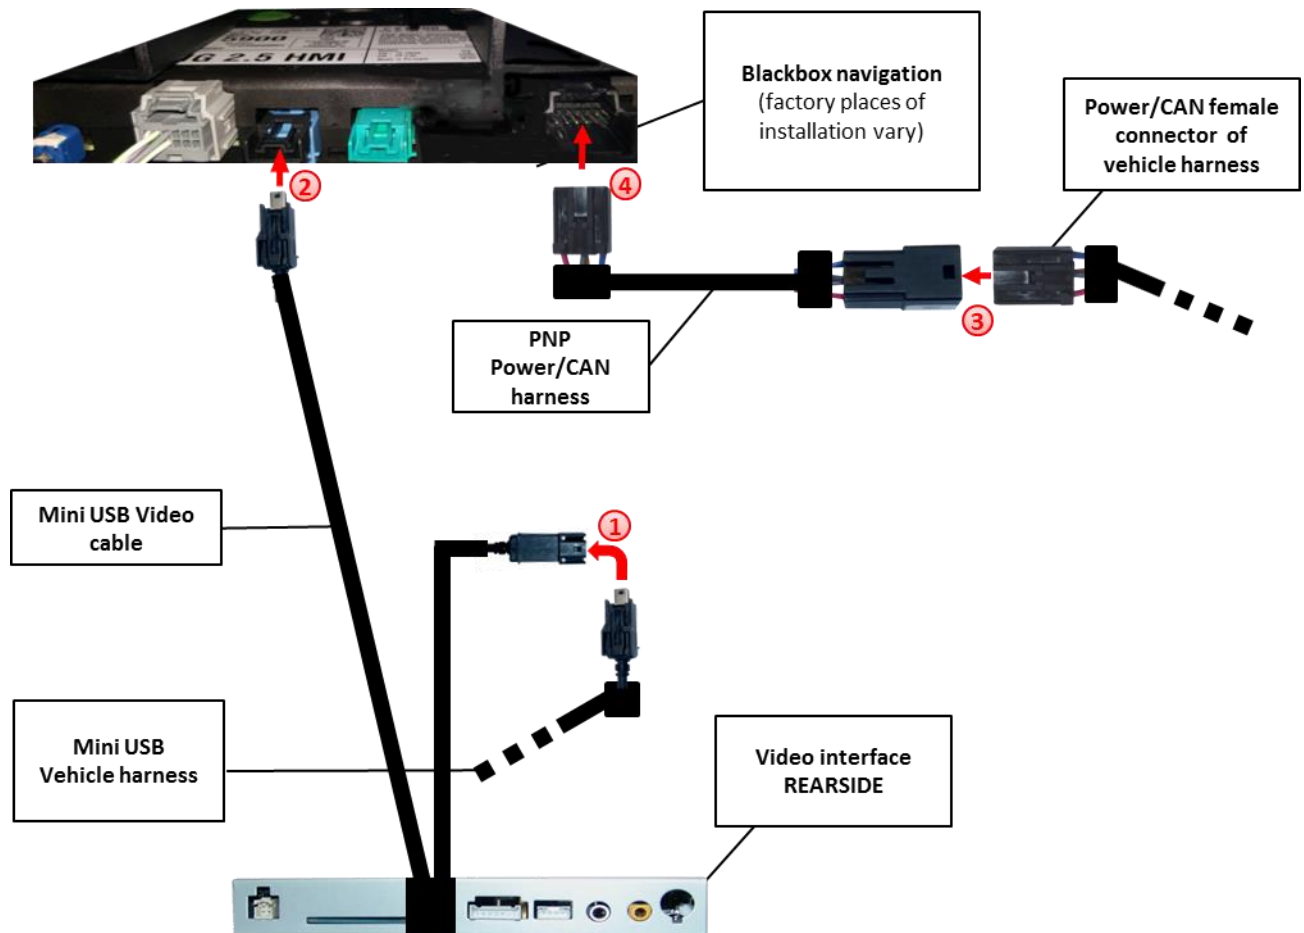 5900
G 2.5 HMI
Blackbox navigation
(factory places of
installation vary)
Power/CAN female
connector of
vehicle harness
2
4
3
PNP
Power/CAN
harness
Mini USB Video
cable
1
Mini USB
Vehicle harness
Video interface
REARSIDE